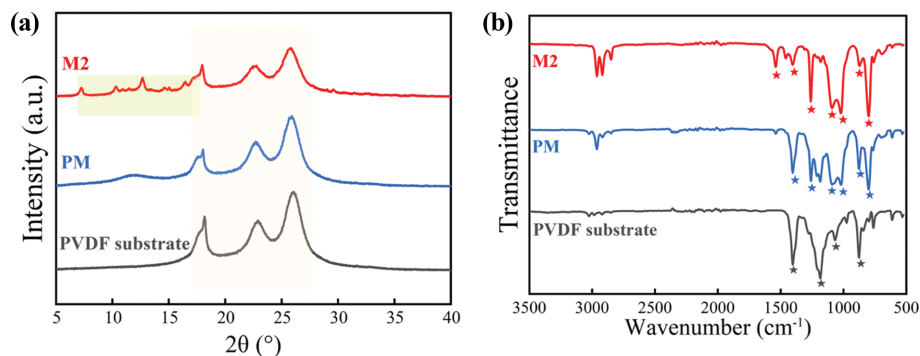 (a)
M2
PM
PVDF substrate
Intensity (a.u.)
5 10 15 20 25 30 35 40
2θ (°)
(b)
M2
PM
PVDF substrate
Transmittance
3500 3000 2500 2000 1500 1000 500
Wavenumber (cm⁻¹)